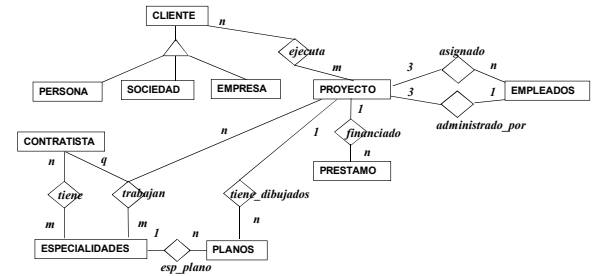 CLIENTE
n
ejecuta
m
3
asignado
n
PERSONA
SOCIEDAD
EMPRESA
PROYECTO
EMPLEADOS
3
1
administrado_por
CONTRATISTA
n
1
1
financiado
n
q
n
PRESTAMO
tiene
trabajan
tiene_dibujados
m
m
n
ESPECIALIDADES
1
n
PLANOS
esp_plano